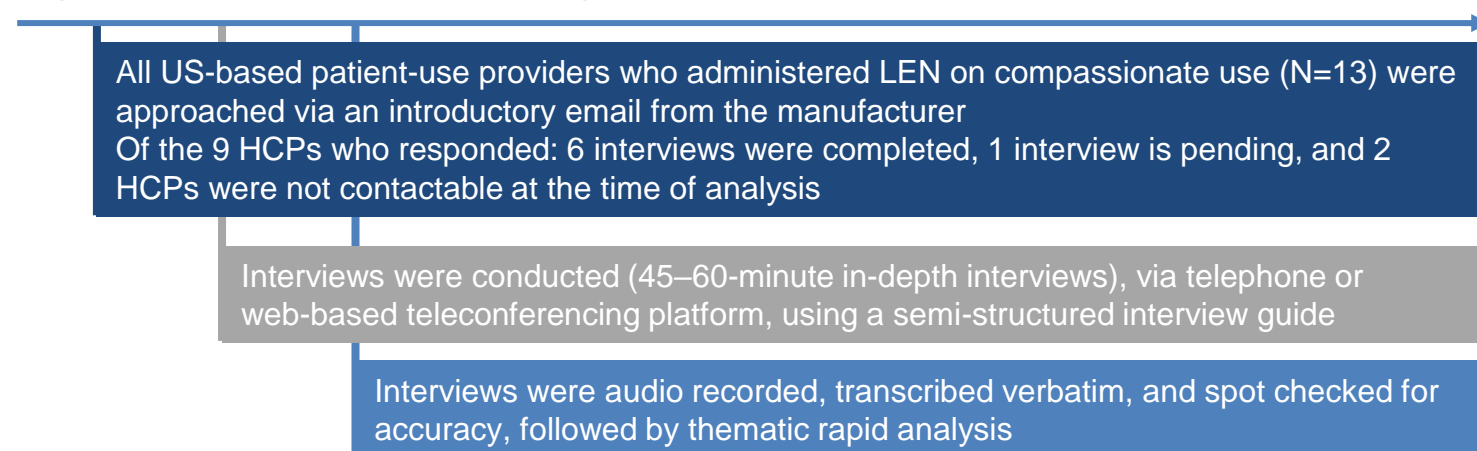 All US-based patient-use providers who administered LEN on compassionate use (N=13) were
approached via an introductory email from the manufacturer
Of the 9 HCPs who responded: 6 interviews were completed, 1 interview is pending, and 2
HCPs were not contactable at the time of analysis
Interviews were conducted (45–60-minute in-depth interviews), via telephone or
web-based teleconferencing platform, using a semi-structured interview guide
Interviews were audio recorded, transcribed verbatim, and spot checked for
accuracy, followed by thematic rapid analysis